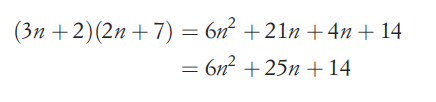 (3n + 2)(2n + 7) = 6n² + 21n + 4n + 14
= 6n² + 25n + 14